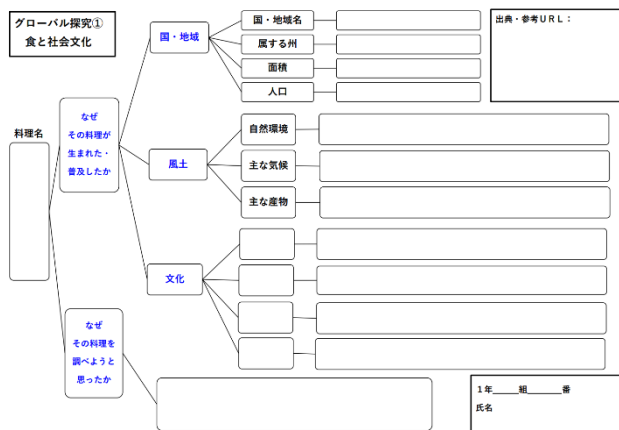 グローバル探究①
食と社会文化
料理名
なぜ
その料理が
生まれた・
普及したか
国・地域
国・地域名
属する州
面積
人口
出典・参考ＵＲＬ：
風土
自然環境
主な気候
主な産物
文化
なぜ
その料理を
調べようと
思ったか
１年____組_____番
氏名